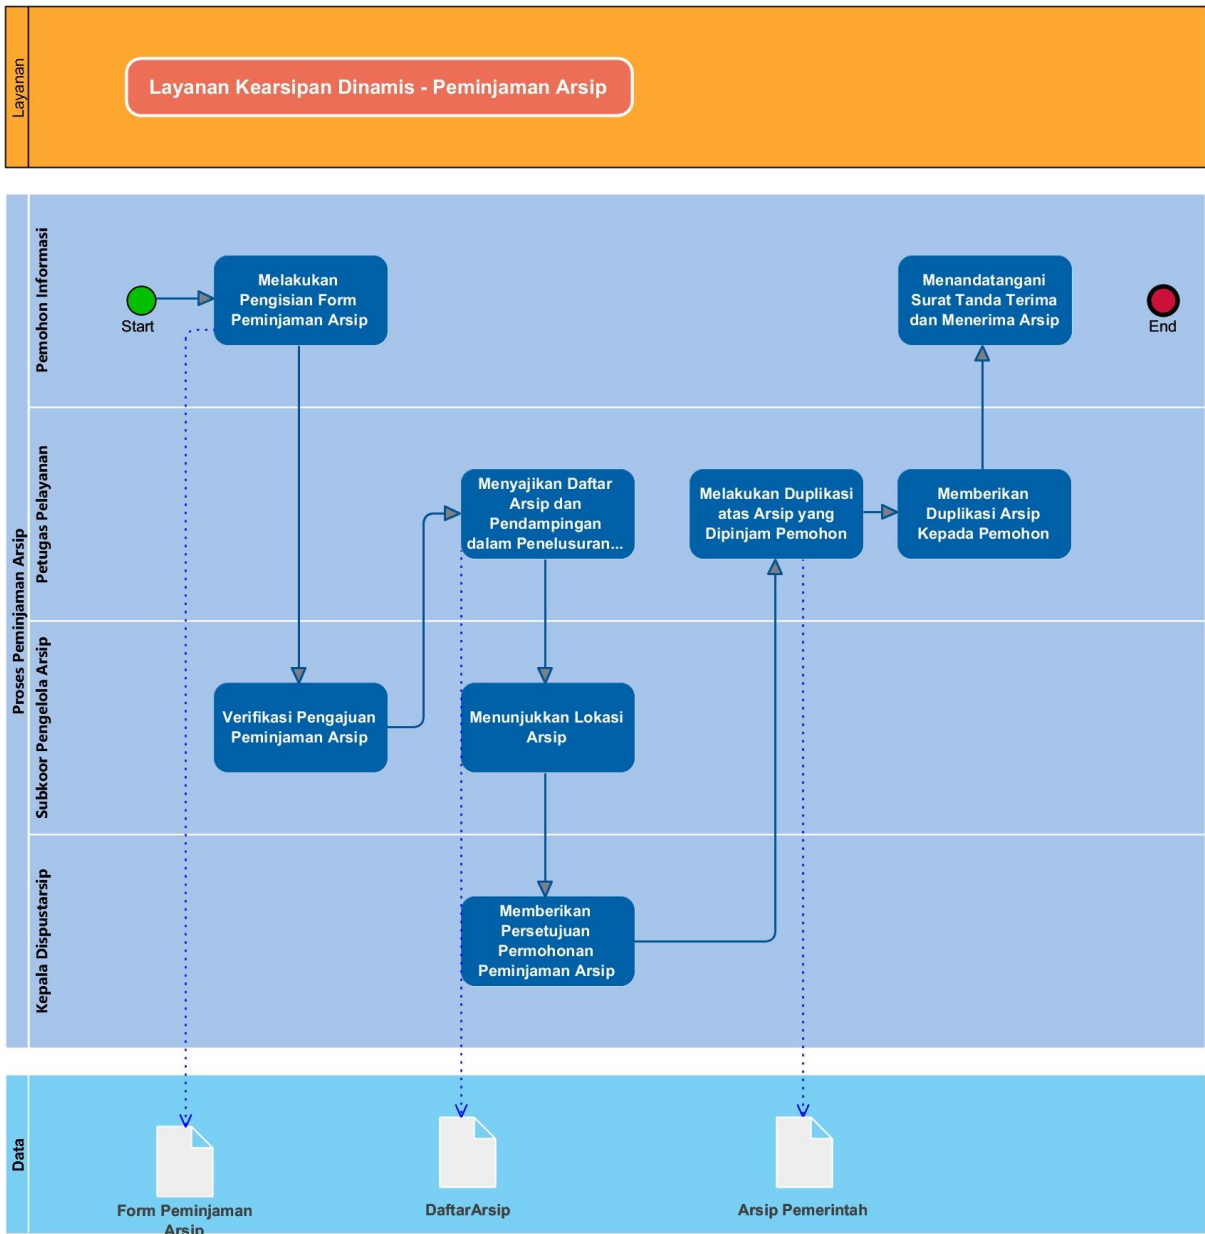 Layanan
Layanan Kearsipan Dinamis - Peminjaman Arsip
Proses Peminjaman Arsip
Pemohon Informasi
Start
Melakukan
Pengisian Form
Peminjaman Arsip
Menandatangani
Surat Tanda Terima
dan Menerima Arsip
End
Petugas Pelayanan
Menyajikan Daftar
Arsip dan
Pendampingan
dalam Penelusuran...
Melakukan Duplikasi
atas Arsip yang
Dipinjam Pemohon
Memberikan
Duplikasi Arsip
Kepada Pemohon
Subkoor Pengelola Arsip
Verifikasi Pengajuan
Peminjaman Arsip
Menunjukkan Lokasi
Arsip
Kepala Dispustarsip
Memberikan
Persetujuan
Permohonan
Peminjaman Arsip
Data
Form Peminjaman
Arsip
DaftarArsip
Arsip Pemerintah